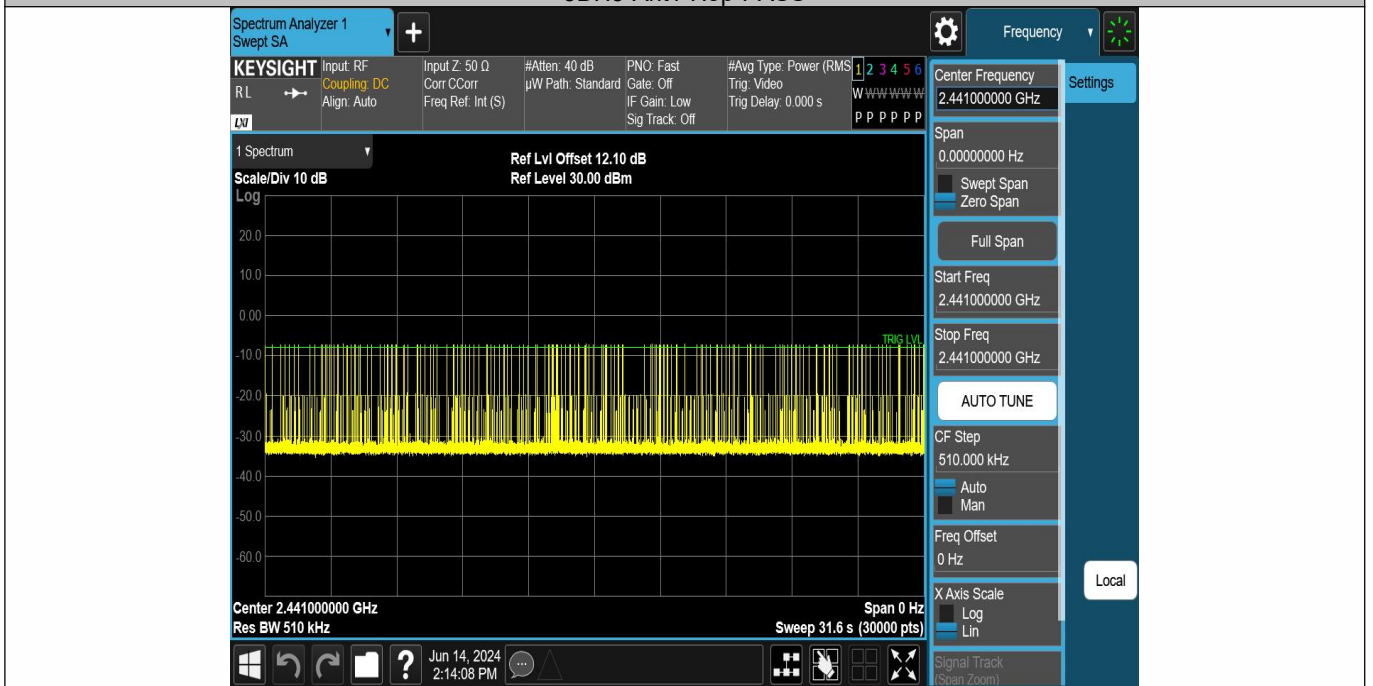 Spectrum Analyzer 1
Swept SA
Frequency
KEYSIGHT
RL
LXI
Input: RF
Coupling: DC
Align: Auto
Input Z: 50 Ω
Corr CCorr
Freq Ref: Int (S)
#Atten: 40 dB
µW Path: Standard
PNO: Fast
Gate: Off
IF Gain: Low
Sig Track: Off
#Avg Type: Power (RMS
Trig: Video
Trig Delay: 0.000 s
1 2 3 4 5 6
W W W W W W
P P P P P P
Center Frequency
2.441000000 GHz
Settings
Span
0.00000000 Hz
Swept Span
Zero Span
Full Span
Start Freq
2.441000000 GHz
Stop Freq
2.441000000 GHz
AUTO TUNE
CF Step
510.000 kHz
Auto
Man
Freq Offset
0 Hz
X Axis Scale
Log
Lin
Signal Track
(Span Zoom)
Local
1 Spectrum
Scale/Div 10 dB
Ref Lvl Offset 12.10 dB
Ref Level 30.00 dBm
Log
20.0
10.0
0.00
-10.0
-20.0
-30.0
-40.0
-50.0
-60.0
TRIG LVL
Center 2.441000000 GHz
Res BW 510 kHz
Span 0 Hz
Sweep 31.6 s (30000 pts)
Jun 14, 2024
2:14:08 PM